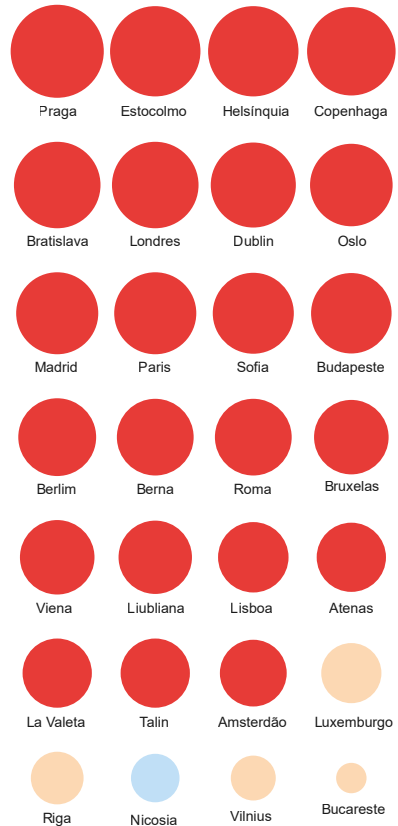 Praga Estocolmo Helsínquia Copenhaga
Bratislava Londres Dublin Oslo
Madrid Paris Sofia Budapeste
Berlim Berna Roma Bruxelas
Viena Liubliana Lisboa Atenas
La Valeta Talin Amsterdão Luxemburgo
Riga Nicosia Vilnius Bucareste